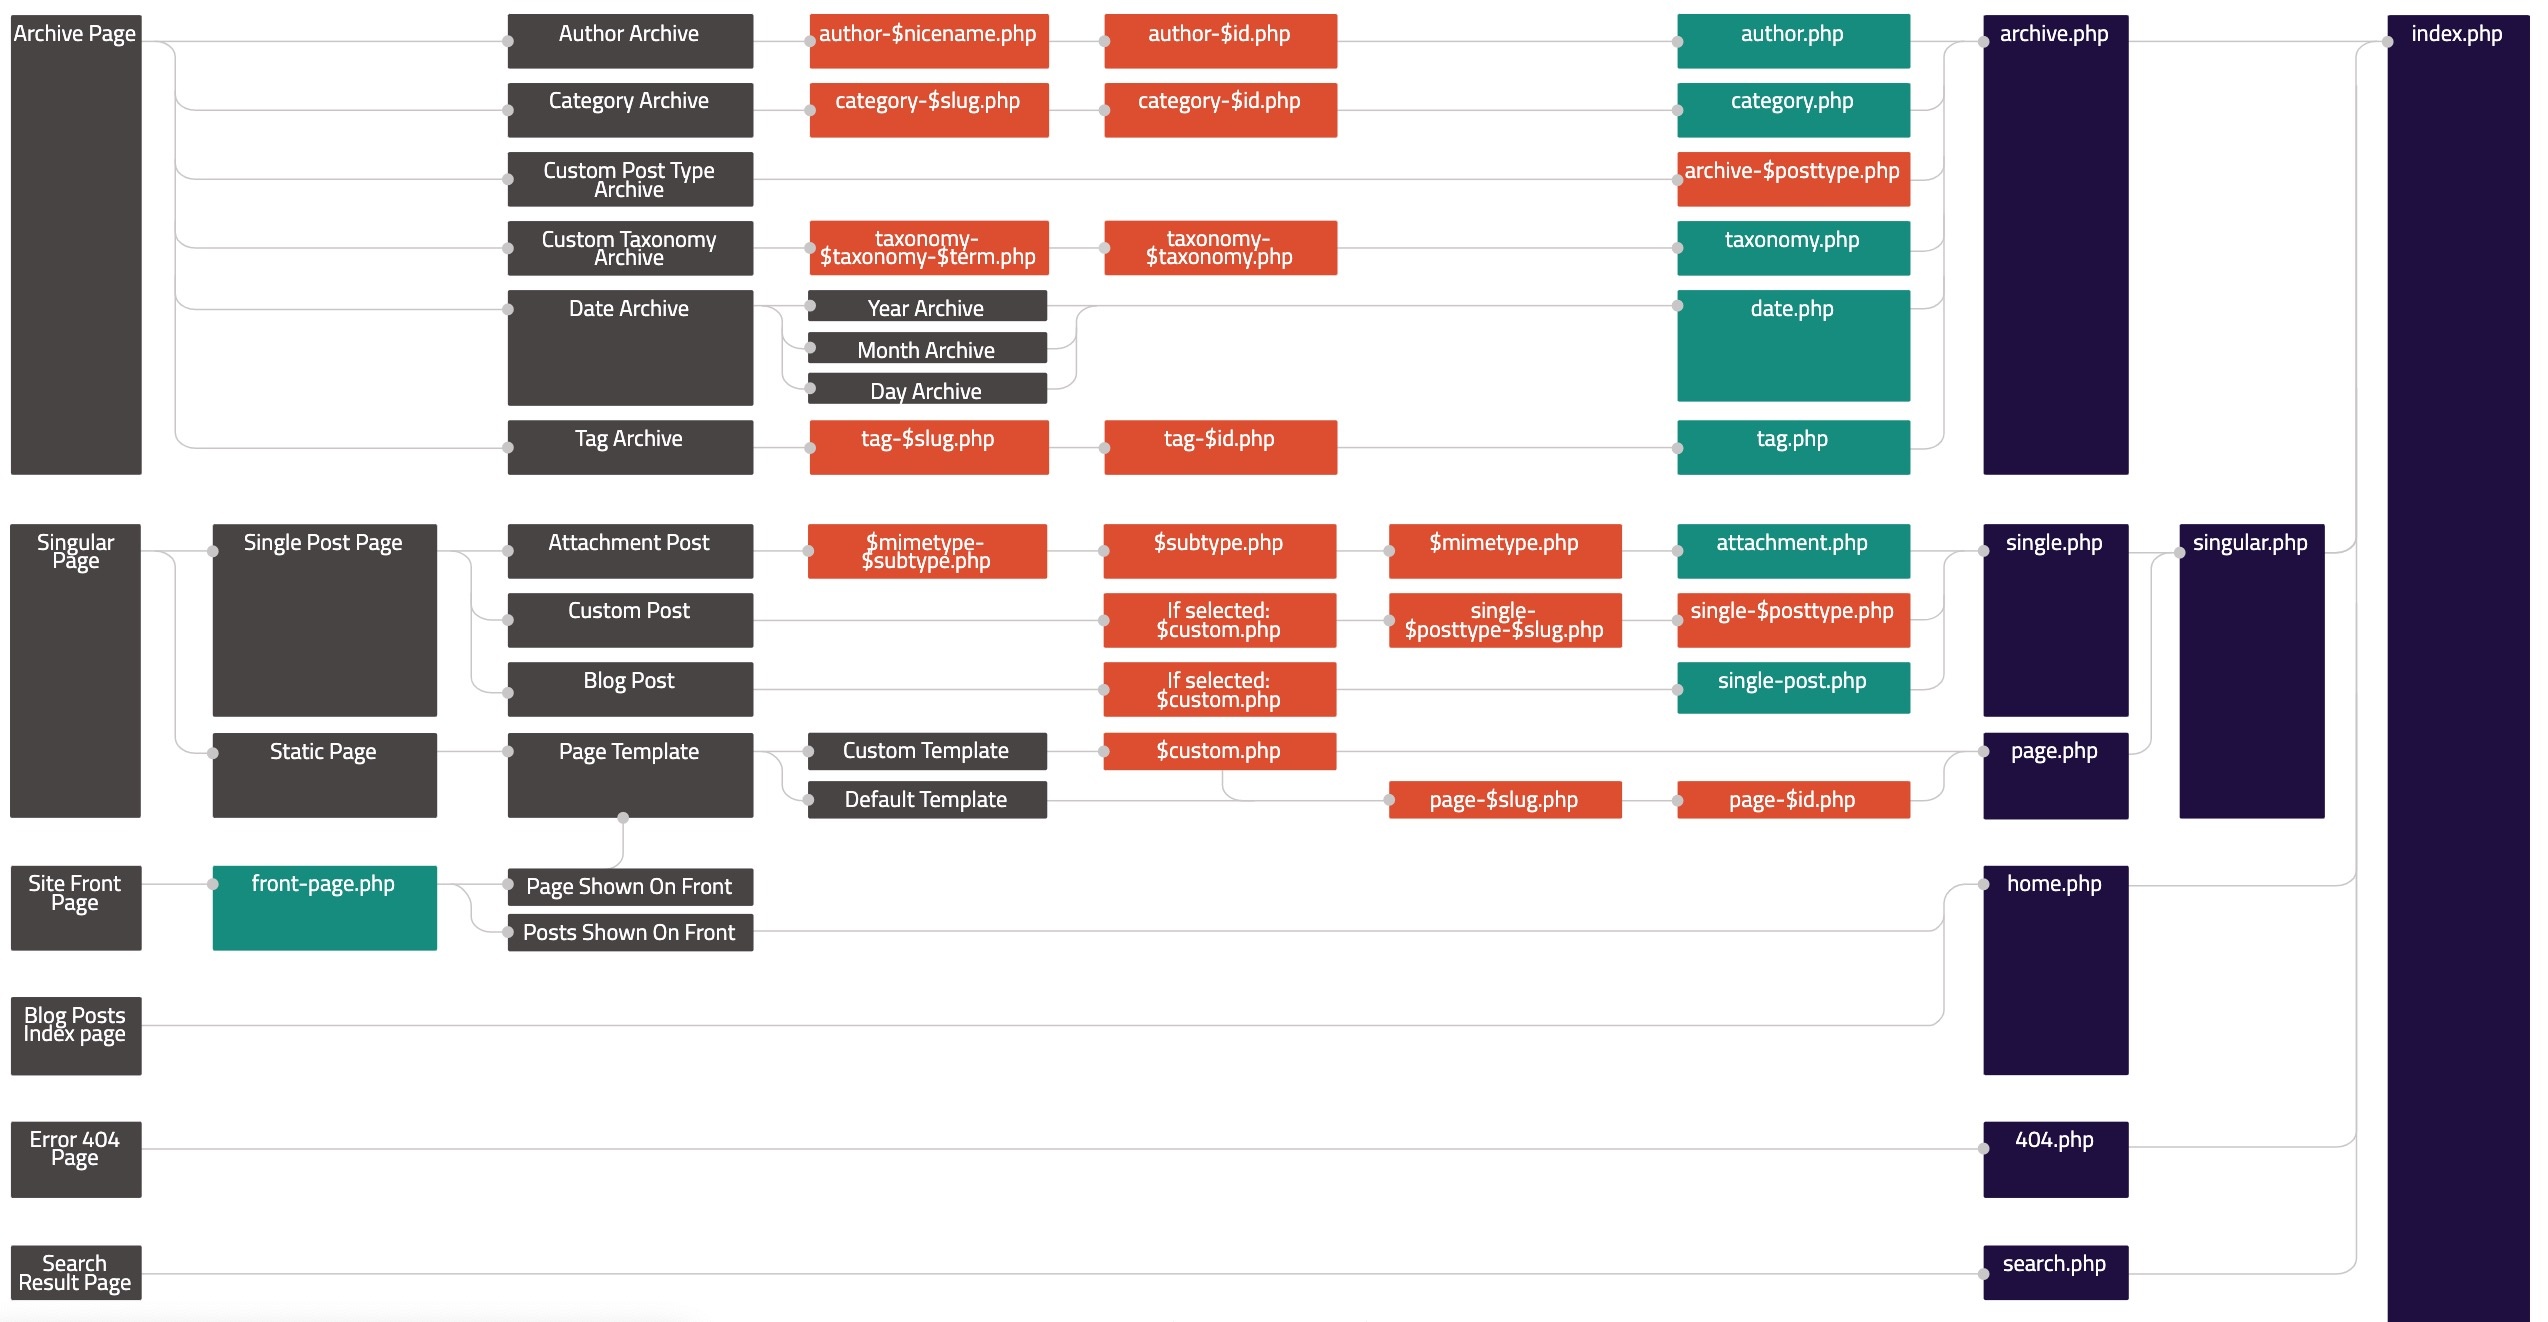 Archive Page
Author Archive
author-$nicename.php
author-$id.php
author.php
archive.php
index.php
Category Archive
category-$slug.php
category-$id.php
category.php
Custom Post Type
Archive
archive-$posttype.php
Custom Taxonomy
Archive
taxonomy-
$taxonomy-$term.php
taxonomy-
$taxonomy.php
taxonomy.php
Date Archive
Year Archive
Month Archive
Day Archive
date.php
Tag Archive
tag-$slug.php
tag-$id.php
tag.php
Singular
Page
Single Post Page
Attachment Post
$mimetype-
$subtype.php
$subtype.php
$mimetype.php
attachment.php
single.php
singular.php
Custom Post
If selected:
$custom.php
single-
$posttype-$slug.php
single-$posttype.php
Blog Post
If selected:
$custom.php
single-post.php
Static Page
Page Template
Custom Template
$custom.php
page.php
Default Template
page-$slug.php
page-$id.php
Site Front
Page
front-page.php
Page Shown On Front
Posts Shown On Front
home.php
Blog Posts
Index page
Error 404
Page
404.php
Search
Result Page
search.php